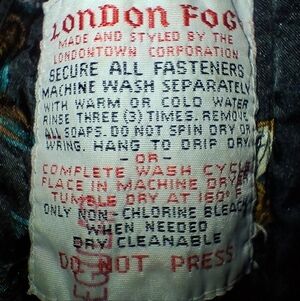 LONDON FOG
MADE AND STYLED BY THE
LONDONTOWN CORPORATION
SECURE ALL FASTENERS
MACHINE WASH SEPARATELY
WITH WARM OR COLD WATER
RINSE THREE (3) TIMES. REMOVE
ALL SOAPS. DO NOT SPIN DRY OR
WRING. HANG TO DRIP DRY
-OR-
COMPLETE WASH CYCLE
PLACE IN MACHINE DRYER
TUMBLE DRY AT 160°
ONLY NON-CHLORINE BLEACH
WHEN NEEDED
DRY CLEANABLE
DO NOT PRESS